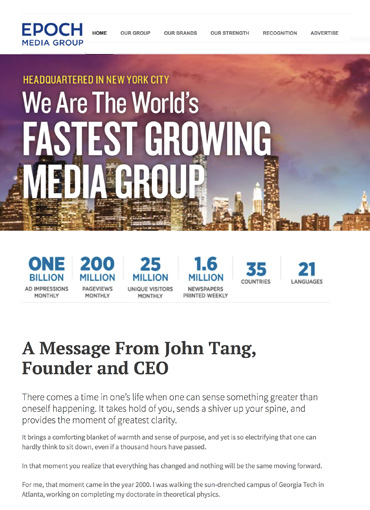 EPOCH
MEDIA GROUP
HOME OUR GROUP OUR BRANDS OUR STRENGTH RECOGNITION ADVERTISE
HEADQUARTERED IN NEW YORK CITY
We Are The World's
FASTEST GROWING
MEDIA GROUP
ONE BILLION AD IMPRESSIONS MONTHLY
200 MILLION PAGEVIEWS MONTHLY
25 MILLION UNIQUE VISITORS MONTHLY
1.6 MILLION NEWSPAPERS PRINTED WEEKLY
35 COUNTRIES
21 LANGUAGES
A Message From John Tang,
Founder and CEO
There comes a time in one's life when one can sense something greater than
oneself happening. It takes hold of you, sends a shiver up your spine, and
provides the moment of greatest clarity.
It brings a comforting blanket of warmth and sense of purpose, and yet is so electrifying that one can
hardly think to sit down, even if a thousand hours have passed.
In that moment you realize that everything has changed and nothing will be the same moving forward.
For me, that moment came in the year 2000. I was walking the sun-drenched campus of Georgia Tech in
Atlanta, working on completing my doctorate in theoretical physics.